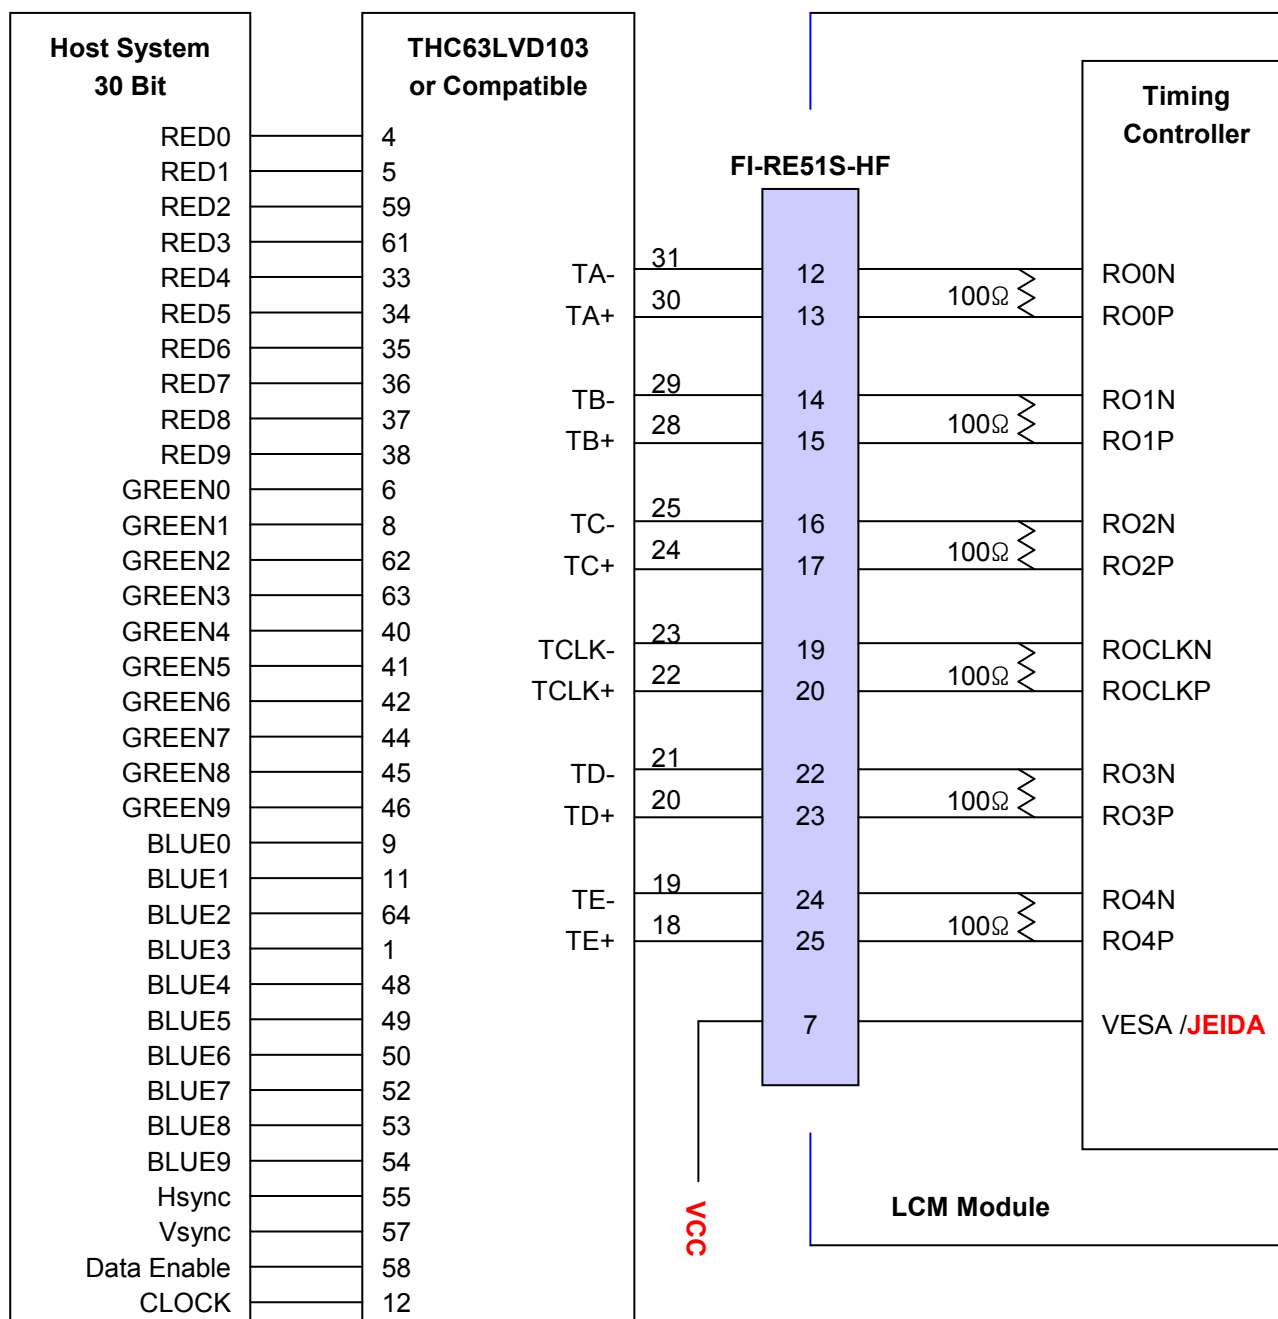 Host System
30 Bit
RED0
RED1
RED2
RED3
RED4
RED5
RED6
RED7
RED8
RED9
GREEN0
GREEN1
GREEN2
GREEN3
GREEN4
GREEN5
GREEN6
GREEN7
GREEN8
GREEN9
BLUE0
BLUE1
BLUE2
BLUE3
BLUE4
BLUE5
BLUE6
BLUE7
BLUE8
BLUE9
Hsync
Vsync
Data Enable
CLOCK
THC63LVD103
or Compatible
4
5
59
61
33
34
35
36
37
38
6
8
62
63
40
41
42
44
45
46
9
11
64
1
48
49
50
52
53
54
55
57
58
12
TA-
TA+
TB-
TB+
TC-
TC+
TCLK-
TCLK+
TD-
TD+
TE-
TE+
31
30
29
28
25
24
23
22
21
20
19
18
VCC
FI-RE51S-HF
12
13
14
15
16
17
19
20
22
23
24
25
7
100Ω
100Ω
100Ω
100Ω
100Ω
100Ω
Timing
Controller
RO0N
RO0P
RO1N
RO1P
RO2N
RO2P
ROCLKN
ROCLKP
RO3N
RO3P
RO4N
RO4P
VESA /JEIDA
LCM Module